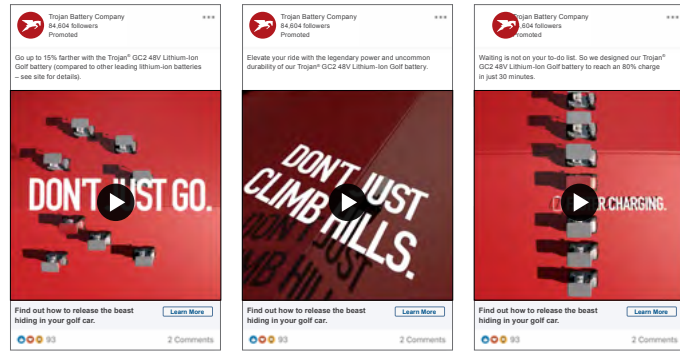 Trojan Battery Company
84,604 followers
Promoted
Go up to 15% farther with the Trojan® GC2 48V Lithium-Ion
Golf battery (compared to other leading lithium-ion batteries
– see site for details).
DON'T JUST GO.
Find out how to release the beast
hiding in your golf car.
Learn More
93
2 Comments
Trojan Battery Company
84,604 followers
Promoted
Elevate your ride with the legendary power and uncommon
durability of our Trojan® GC2 48V Lithium-Ion Golf battery.
DON'T JUST
CLIMB HILLS.
Find out how to release the beast
hiding in your golf car.
Learn More
93
2 Comments
Trojan Battery Company
,604 followers
romoted
Waiting is not on your to-do list. So we designed our Trojan®
GC2 48V Lithium-Ion Golf battery to reach an 80% charge
in just 30 minutes.
R CHARGING.
Find out how to release the beast
hiding in your golf car.
Learn More
93
2 Comments